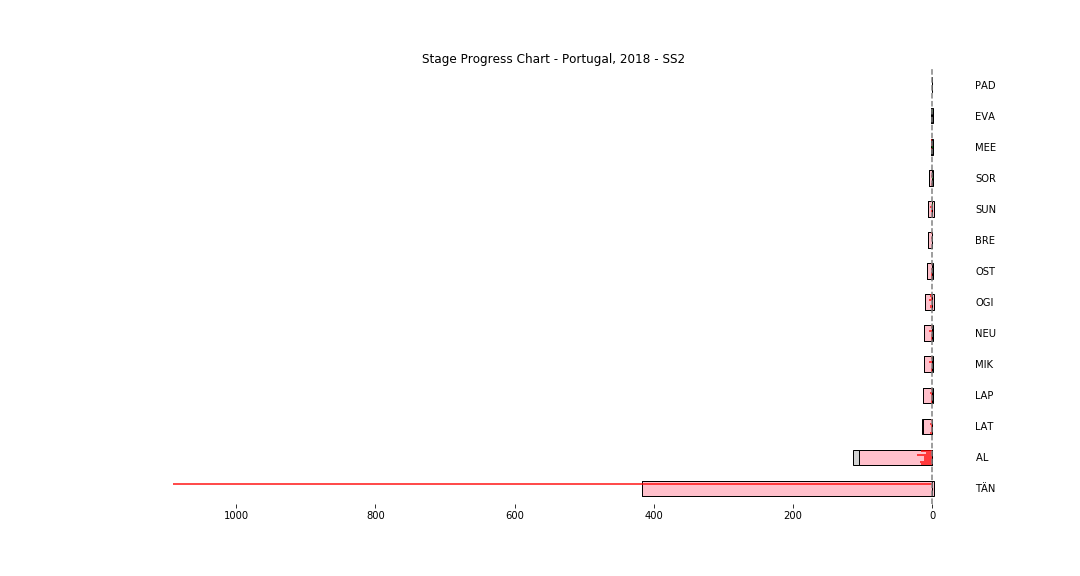 Stage Progress Chart - Portugal, 2018 - SS2
PAD
EVA
MEE
SOR
SUN
BRE
OST
OGI
NEU
MIK
LAP
LAT
AL
TÄN
1000 800 600 400 200 0